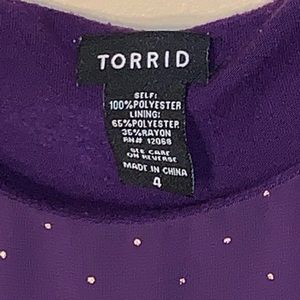 TORRID
SELF:
100%POLYESTER
LINING:
65%POLYESTER
35%RAYON
RN# 12068
SEE CARE
ON REVERSE
MADE IN CHINA
4